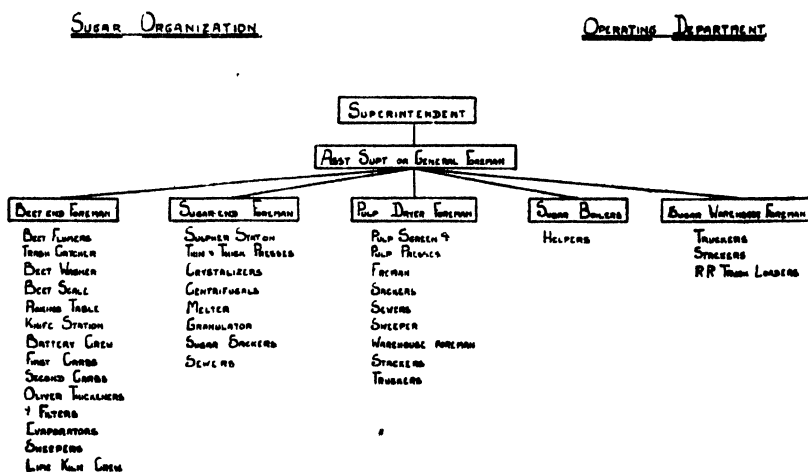 SUGAR ORGANIZATION
OPERATING DEPARTMENT
SUPERINTENDENT
ASST SUPT OR GENERAL FOREMAN
BEET END FOREMAN
BEET FLUMERS
TRASH CATCHER
BEET WASHER
BEET SCALE
PICKING TABLE
KNIFE STATION
BATTERY CREW
FIRST CARBS
SECOND CARBS
OLIVER THICKENERS
& FILTERS
EVAPORATORS
SWEEPERS
LIME KILN CREW
SUGAR-END FOREMAN
SULPHER STATION
THIN & THICK PRESSES
CRYSTALIZERS
CENTRIFUGALS
MELTER
GRANULATOR
SUGAR SACKERS
SEWERS
PULP DRYER FOREMAN
PULP SCREEN &
PULP PRESSES
FIREMAN
SACKERS
SEWERS
SWEEPER
WAREHOUSE FOREMAN
STACKERS
TRUCKERS
SUGAR BOILERS
HELPERS
SUGAR WAREHOUSE FOREMAN
TRUCKERS
STACKERS
RR TRUCK LOADERS